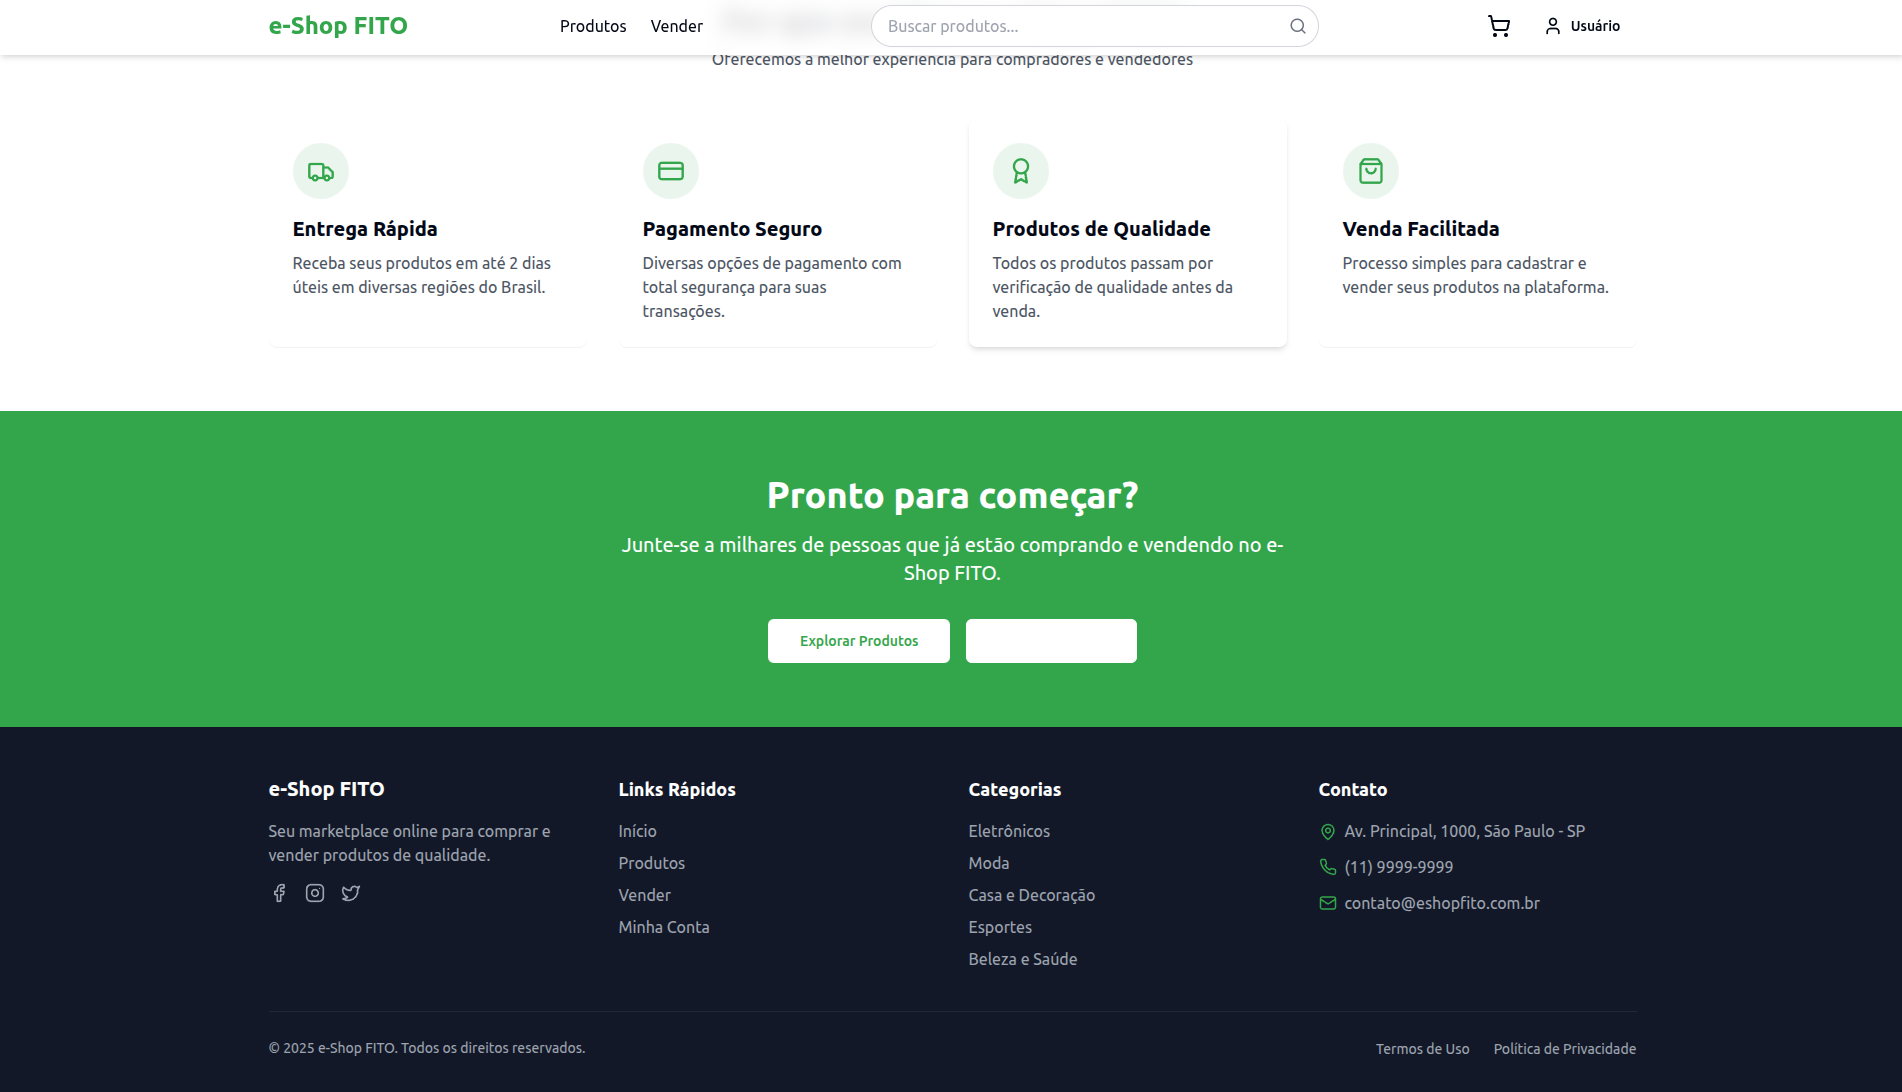 e-Shop FITO
Produtos
Vender
Buscar produtos...
Usuário
Oferecemos a melhor experiência para compradores e vendedores
Entrega Rápida
Receba seus produtos em até 2 dias
úteis em diversas regiões do Brasil.
Pagamento Seguro
Diversas opções de pagamento com
total segurança para suas
transações.
Produtos de Qualidade
Todos os produtos passam por
verificação de qualidade antes da
venda.
Venda Facilitada
Processo simples para cadastrar e
vender seus produtos na plataforma.
Pronto para começar?
Junte-se a milhares de pessoas que já estão comprando e vendendo no e-
Shop FITO.
Explorar Produtos
e-Shop FITO
Seu marketplace online para comprar e
vender produtos de qualidade.
Links Rápidos
Início
Produtos
Vender
Minha Conta
Categorias
Eletrônicos
Moda
Casa e Decoração
Esportes
Beleza e Saúde
Contato
Av. Principal, 1000, São Paulo - SP
(11) 9999-9999
contato@eshopfito.com.br
© 2025 e-Shop FITO. Todos os direitos reservados.
Termos de Uso
Política de Privacidade